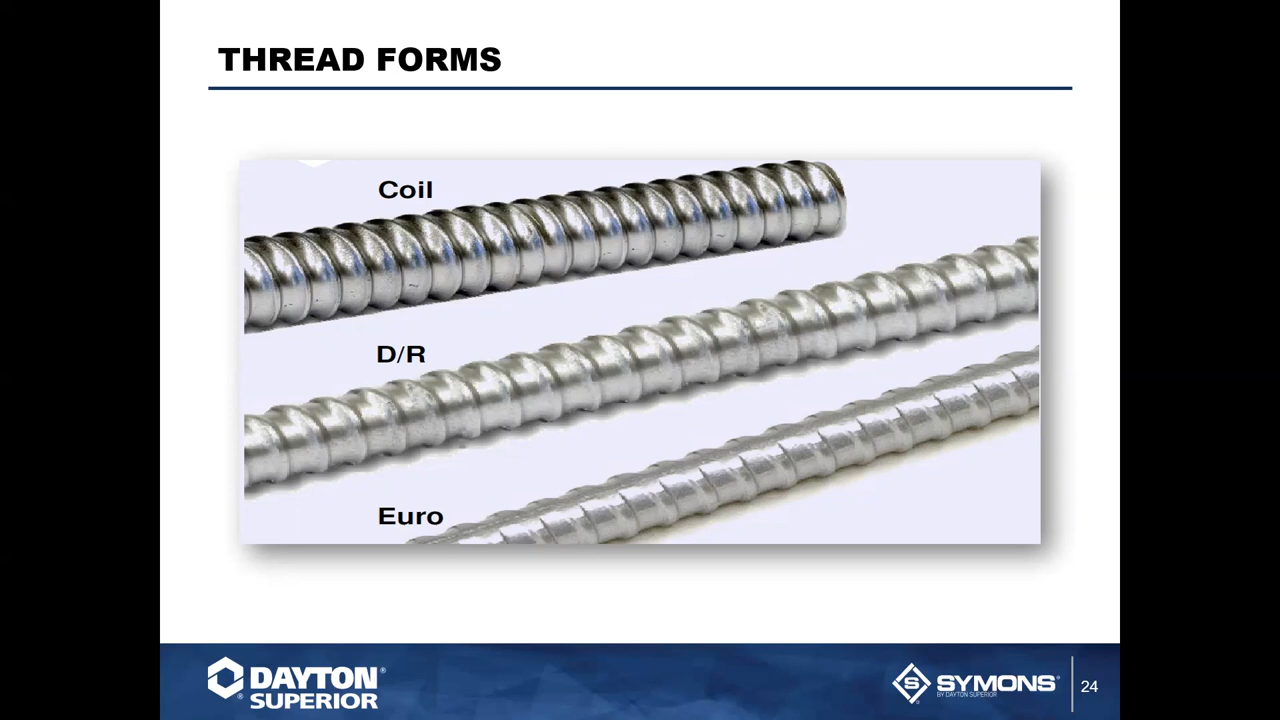 THREAD FORMS
Coil
D/R
Euro
DAYTON®
®SUPERIOR
S SYMONS®
BY DAYTON SUPERIOR
24